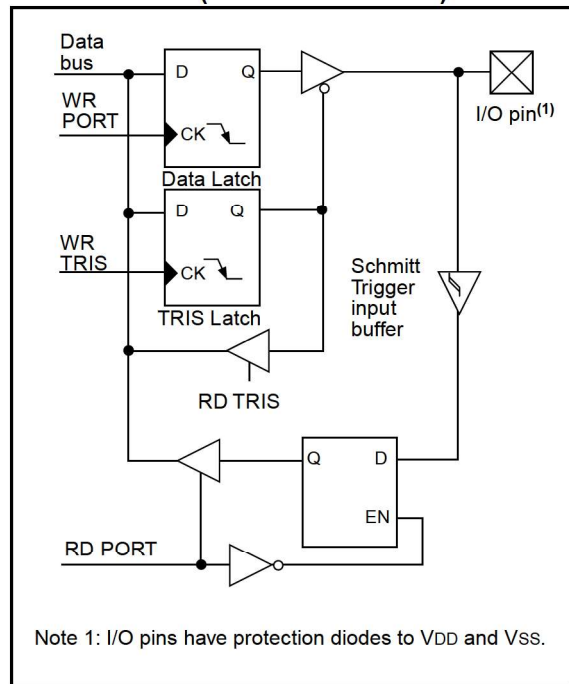 Data
bus
D
Q
WR
PORT
CK
I/O pin(1)
Data Latch
D
Q
WR
TRIS
CK
Schmitt
Trigger
input
buffer
TRIS Latch
RD TRIS
Q
D
EN
RD PORT
Note 1: I/O pins have protection diodes to VDD and VSS.